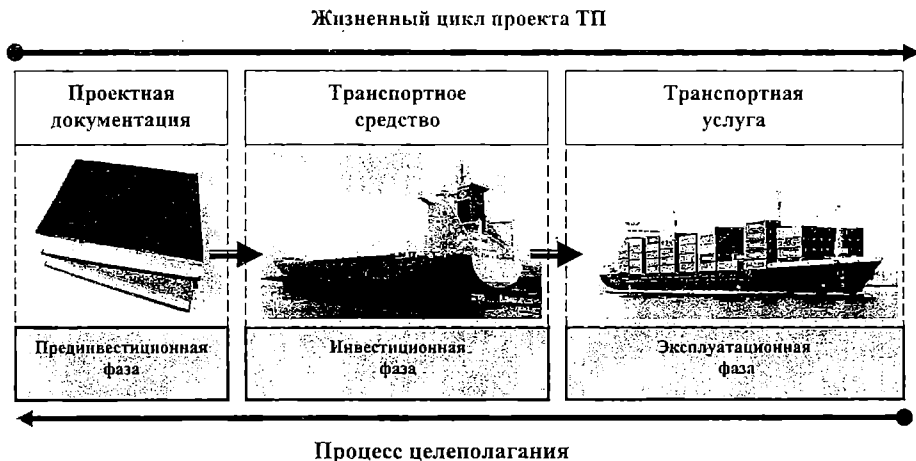 Жизненный цикл проекта ТП
Проектная
документация
Транспортное
средство
Транспортная
услуга
Прединвестиционная
фаза
Инвестиционная
фаза
Эксплуатационная
фаза
Процесс целеполагания